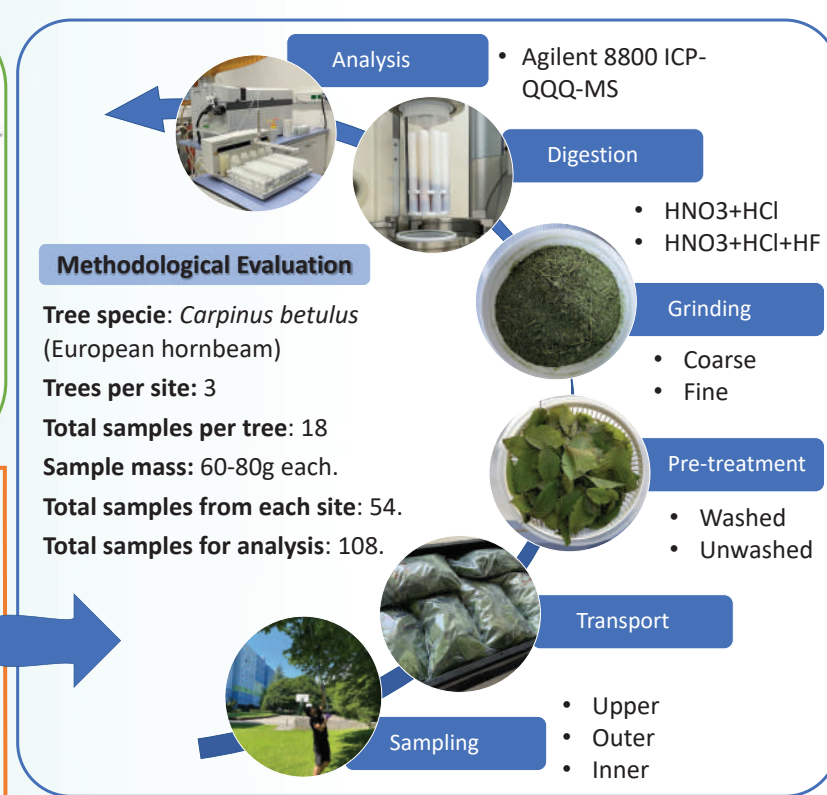 Analysis
• Agilent 8800 ICP-
QQQ-MS
Digestion
• HNO3+HCl
• HNO3+HCl+HF
Methodological Evaluation
Grinding
• Coarse
• Fine
Tree specie: Carpinus betulus
(European hornbeam)
Trees per site: 3
Total samples per tree: 18
Sample mass: 60-80g each.
Total samples from each site: 54.
Total samples for analysis: 108.
Pre-treatment
• Washed
• Unwashed
Transport
Sampling
• Upper
• Outer
• Inner